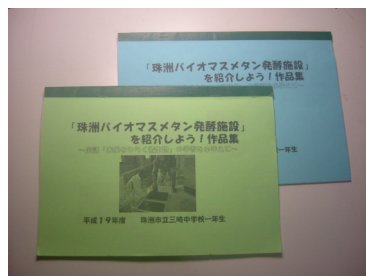 「珠洲バイオマスメタン発酵施設」
を紹介しよう！作品集
一年生
「珠洲バイオマスメタン発酵施設」
を紹介しよう！作品集
平成19年度 珠洲市立三崎中学校一年生